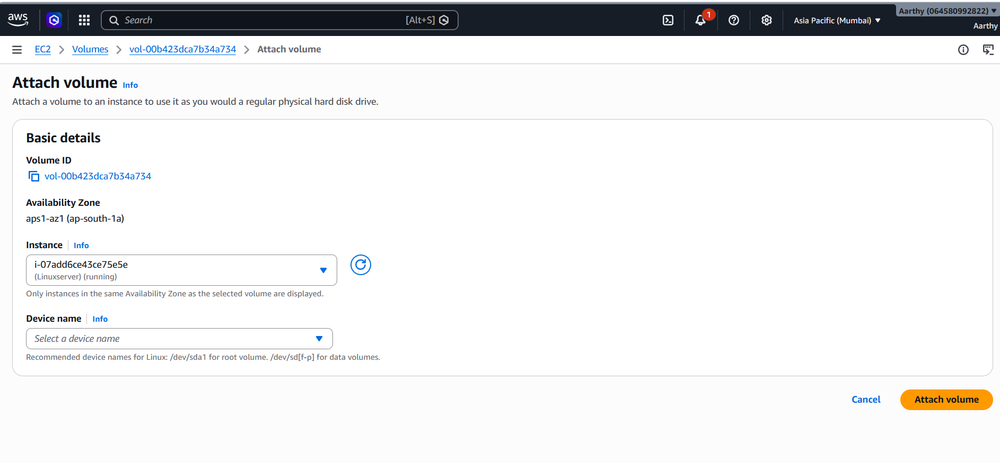 aws
Search
[Alt+S]
1
Asia Pacific (Mumbai)
Aarthy (064580992822)
Aarthy
EC2
Volumes
vol-00b423dca7b34a734
Attach volume
Attach volume Info
Attach a volume to an instance to use it as you would a regular physical hard disk drive.
Basic details
Volume ID
vol-00b423dca7b34a734
Availability Zone
aps1-az1 (ap-south-1a)
Instance Info
i-07add6ce43ce75e5e
(Linuxserver) (running)
Only instances in the same Availability Zone as the selected volume are displayed.
Device name Info
Select a device name
Recommended device names for Linux: /dev/sda1 for root volume. /dev/sd[f-p] for data volumes.
Cancel
Attach volume